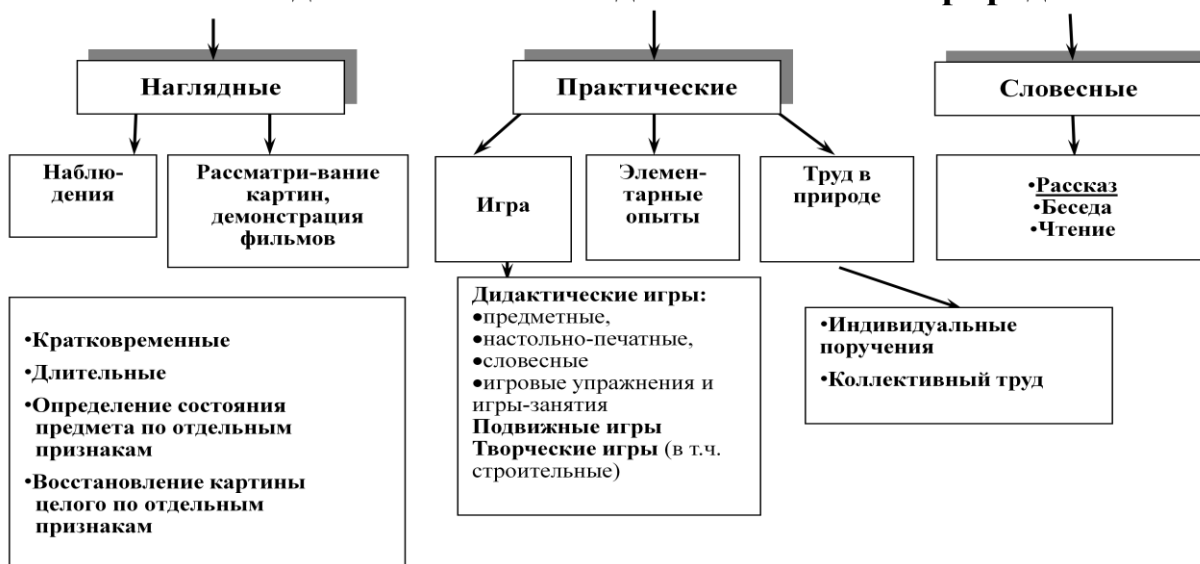 Наглядные
Практические
Словесные
Наблю-
дения
Рассматри-вание
картин,
демонстрация
фильмов
Игра
Элемен-
тарные
опыты
Труд в
природе
•Рассказ
•Беседа
•Чтение
•Кратковременные
•Длительные
•Определение состояния
предмета по отдельным
признакам
•Восстановление картины
целого по отдельным
признакам
Дидактические игры:
•предметные,
•настольно-печатные,
•словесные
•игровые упражнения и
игры-занятия
Подвижные игры
Творческие игры (в т.ч.
строительные)
•Индивидуальные
поручения
•Коллективный труд